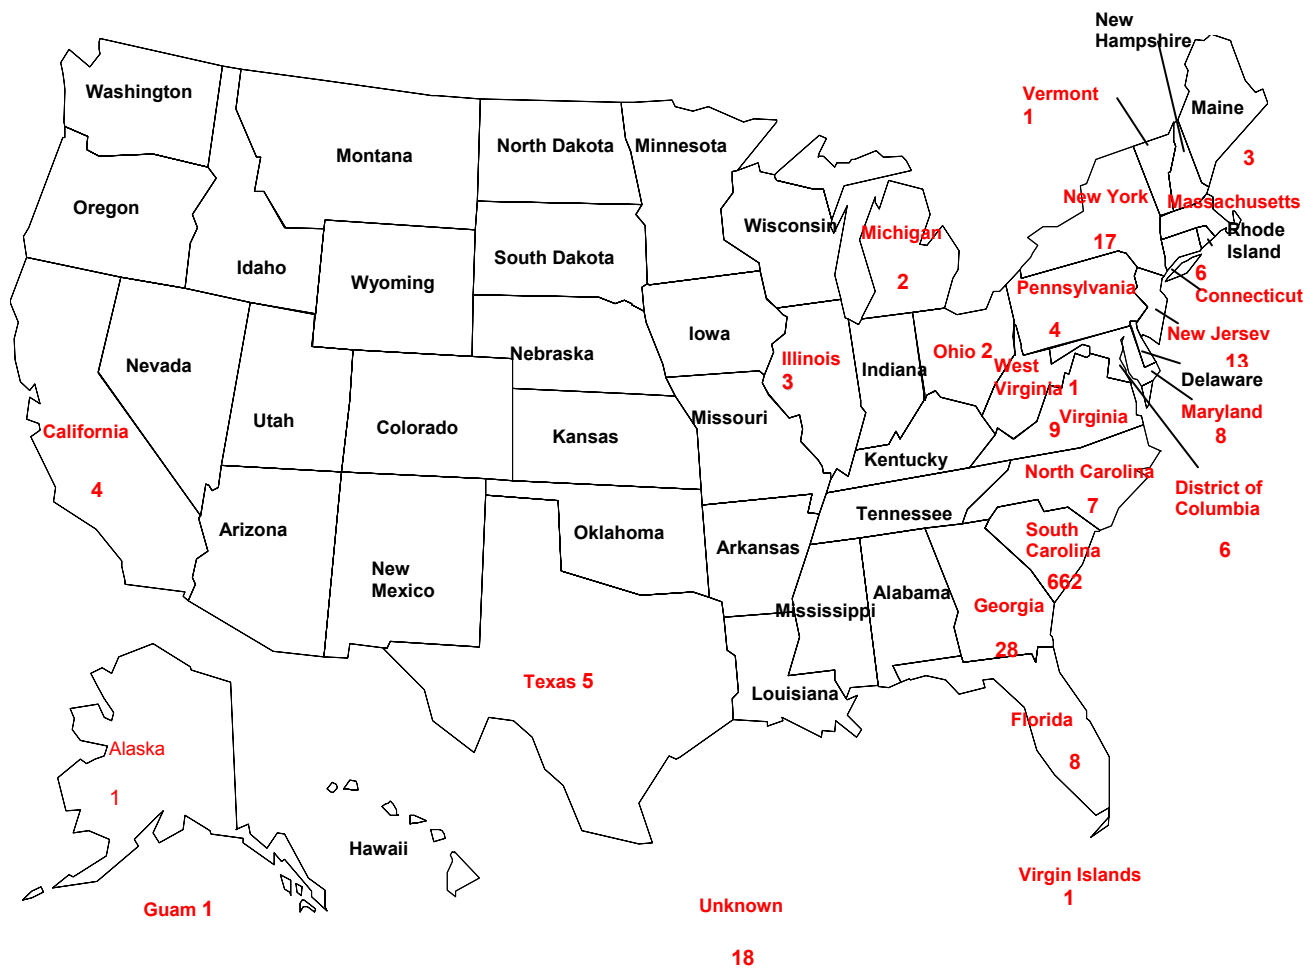 New
Hampshire
Washington
Vermont
1
Maine
Montana
North Dakota
Minnesota
3
Oregon
New York
Massachusetts
Wisconsin
Michigan
17
Rhode
Island
Idaho
South Dakota
Wyoming
2
6
Pennsylvania
Connecticut
4
New Jersev
13
Iowa
Nebraska
Nevada
Illinois
3
Indiana
Ohio 2
West
Virginia 1
Delaware
Maryland
8
Utah
Colorado
Kansas
Missouri
Virginia
9
California
4
Kentucky
North Carolina
7
District of
Columbia
6
Arizona
New
Mexico
Oklahoma
Arkansas
Tennessee
South
Carolina
662
Mississippi
Alabama
Georgia
28
Texas 5
Louisiana
Florida
8
Alaska
1
Hawaii
Guam 1
Unknown
18
Virgin Islands
1